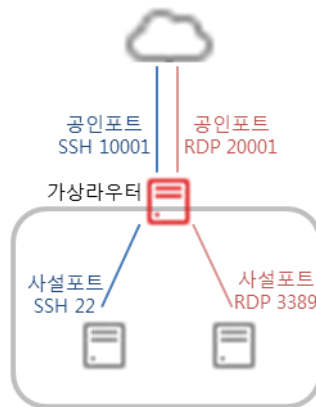 공인포트
SSH 10001
공인포트
RDP 20001
가상라우터
사설포트
SSH 22
사설포트
RDP 3389